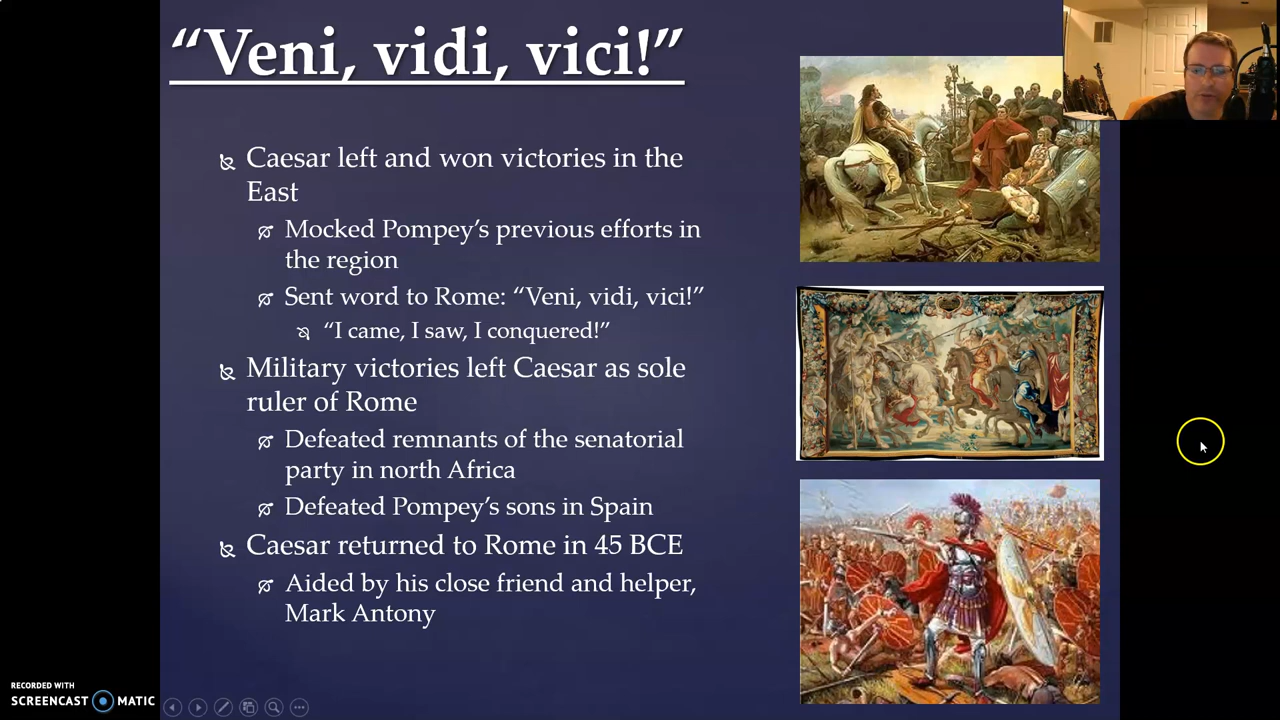 “Veni, vidi, vici!”
Caesar left and won victories in the
East
Mocked Pompey’s previous efforts in
the region
Sent word to Rome: “Veni, vidi, vici!”
“I came, I saw, I conquered!”
Military victories left Caesar as sole
ruler of Rome
Defeated remnants of the senatorial
party in north Africa
Defeated Pompey’s sons in Spain
Caesar returned to Rome in 45 BCE
Aided by his close friend and helper,
Mark Antony
RECORDED WITH
SCREENCAST MATIC